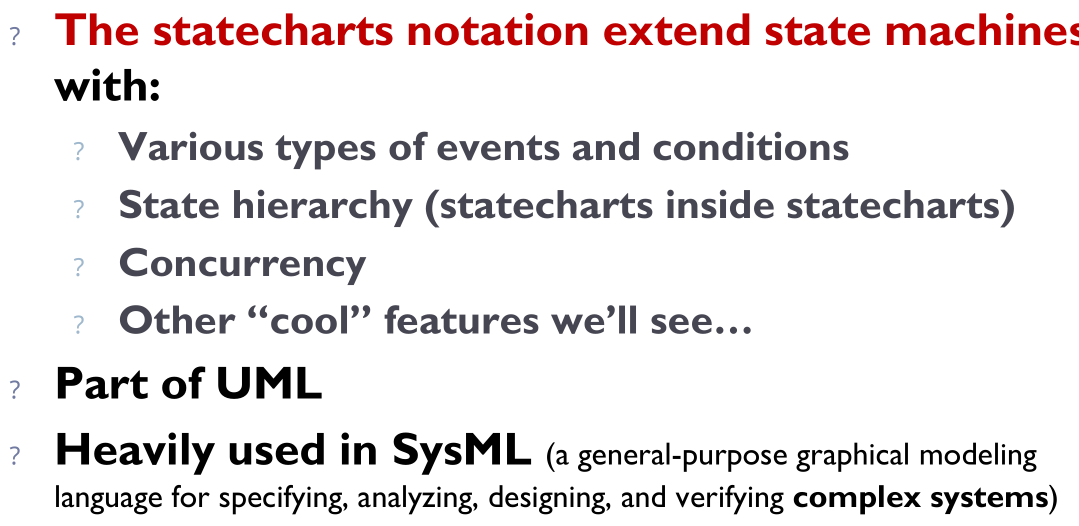 ? The statecharts notation extend state machines
with:
? Various types of events and conditions
? State hierarchy (statecharts inside statecharts)
? Concurrency
? Other “cool” features we’ll see…
? Part of UML
? Heavily used in SysML (a general-purpose graphical modeling
language for specifying, analyzing, designing, and verifying complex systems)